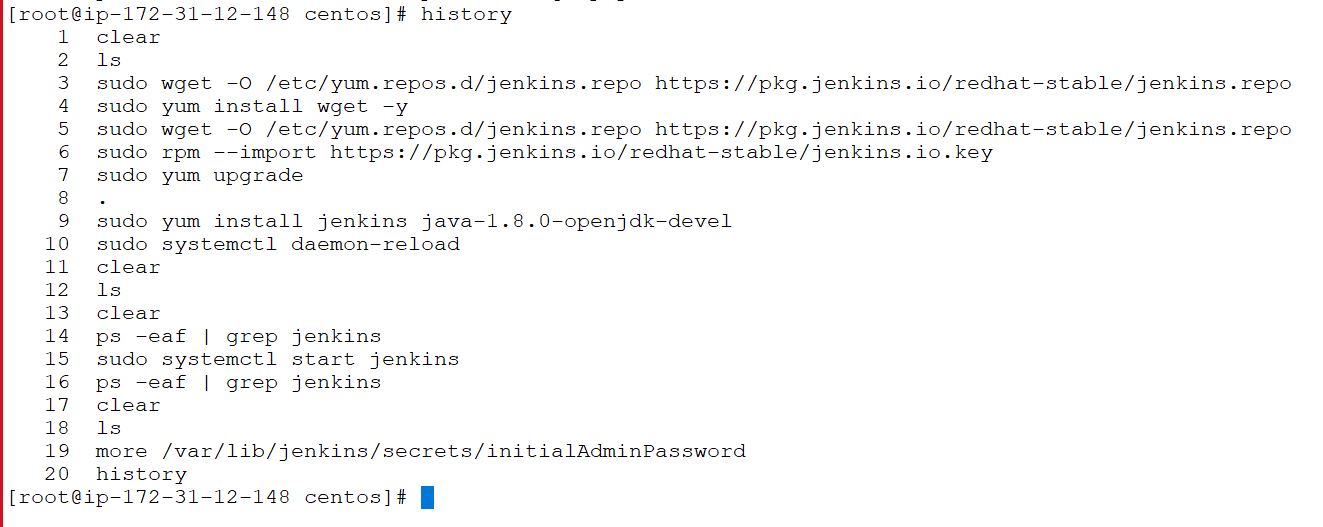 [root@ip-172-31-12-148 centos]# history
1 clear
2 ls
3 sudo wget -O /etc/yum.repos.d/jenkins.repo https://pkg.jenkins.io/redhat-stable/jenkins.repo
4 sudo yum install wget -y
5 sudo wget -O /etc/yum.repos.d/jenkins.repo https://pkg.jenkins.io/redhat-stable/jenkins.repo
6 sudo rpm --import https://pkg.jenkins.io/redhat-stable/jenkins.io.key
7 sudo yum upgrade
8 .
9 sudo yum install jenkins java-1.8.0-openjdk-devel
10 sudo systemctl daemon-reload
11 clear
12 ls
13 clear
14 ps -eaf | grep jenkins
15 sudo systemctl start jenkins
16 ps -eaf | grep jenkins
17 clear
18 ls
19 more /var/lib/jenkins/secrets/initialAdminPassword
20 history
[root@ip-172-31-12-148 centos]#